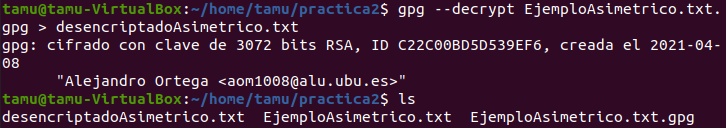 tamu@tamu-VirtualBox:/home/tamu/practica2$ gpg --decrypt EjemploAsimetrico.txt.
gpg > desencriptadoAsimetrico.txt
gpg: cifrado con clave de 3072 bits RSA, ID C22C00BD5D539EF6, creada el 2021-04-
08
      "Alejandro Ortega <aom1008@alu.ubu.es>"
tamu@tamu-VirtualBox:/home/tamu/practica2$ ls
desencriptadoAsimetrico.txt  EjemploAsimetrico.txt  EjemploAsimetrico.txt.gpg